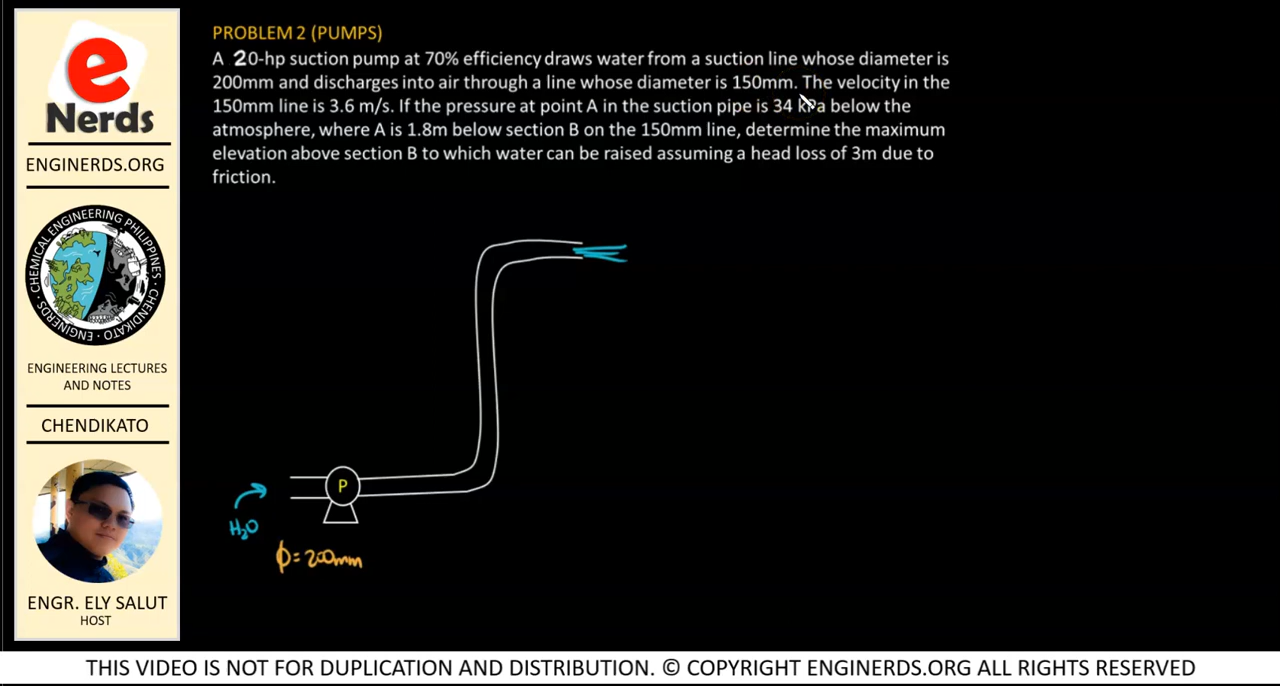 e
Nerds
ENGINERDS.ORG
CHEMICAL ENGINEERING PHILIPPINES
CHENDIKATO ENGINERDS.ORG
ENGINEERING LECTURES
AND NOTES
CHENDIKATO
ENGR. ELY SALUT
HOST
PROBLEM 2 (PUMPS)
A 20-hp suction pump at 70% efficiency draws water from a suction line whose diameter is
200mm and discharges into air through a line whose diameter is 150mm. The velocity in the
150mm line is 3.6 m/s. If the pressure at point A in the suction pipe is 34 kPa below the
atmosphere, where A is 1.8m below section B on the 150mm line, determine the maximum
elevation above section B to which water can be raised assuming a head loss of 3m due to
friction.
P
H₂O
ϕ = 200mm
THIS VIDEO IS NOT FOR DUPLICATION AND DISTRIBUTION. © COPYRIGHT ENGINERDS.ORG ALL RIGHTS RESERVED